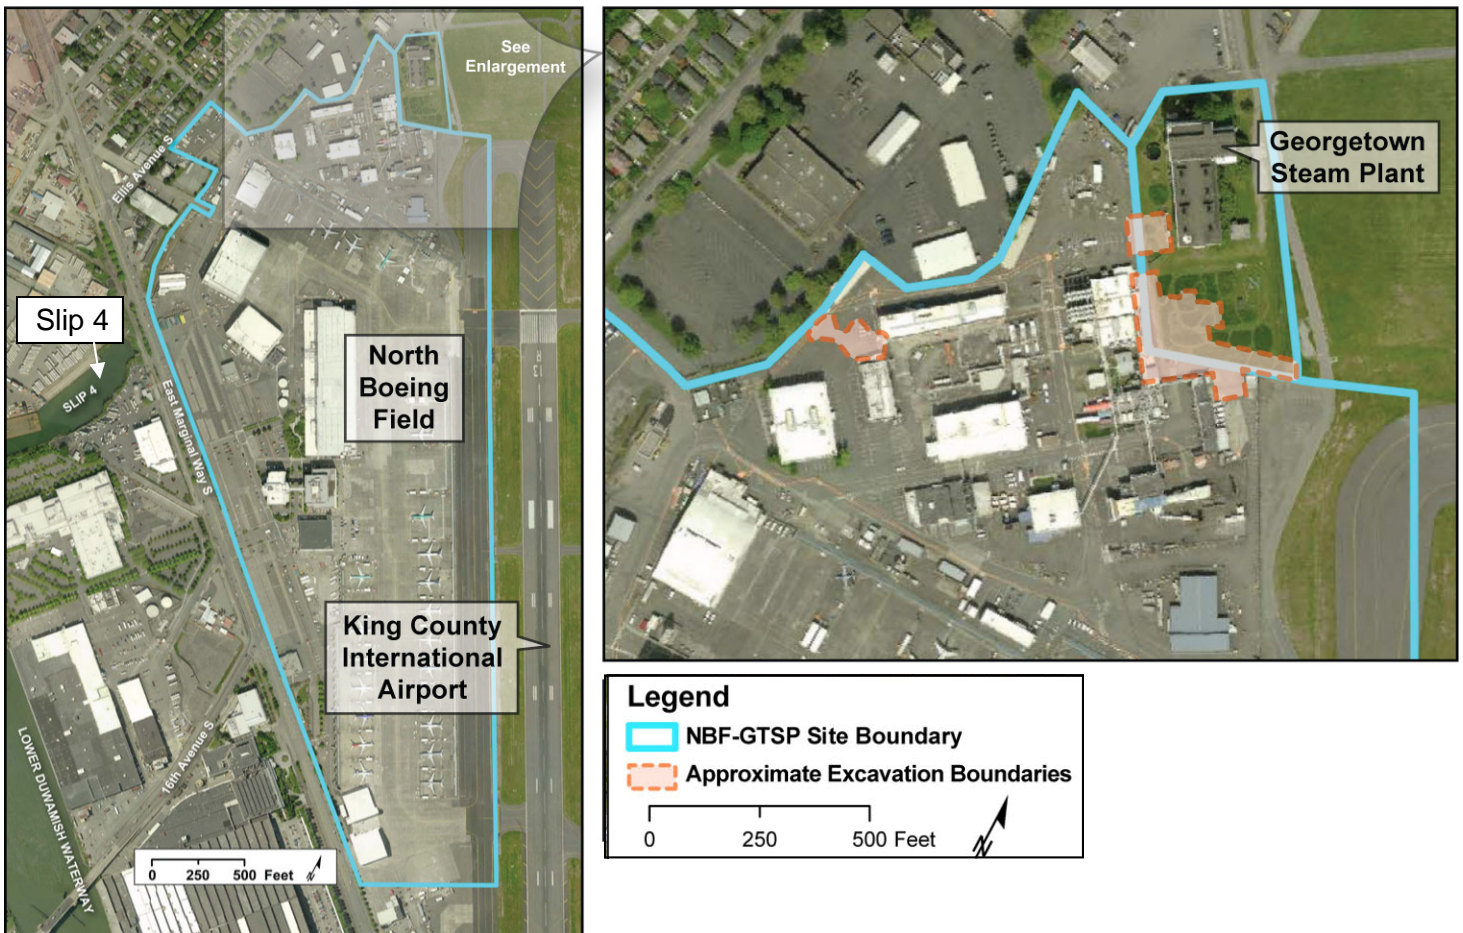 See
Enlargement
Ellis Avenue S
Slip 4
SLIP 4
East Marginal Way S
North
Boeing
Field
King County
International
Airport
16th Avenue S
LOWER DUWAMISH WATERWAY
0 250 500 Feet
N
Georgetown
Steam Plant
Legend
NBF-GTSP Site Boundary
Approximate Excavation Boundaries
0 250 500 Feet
N